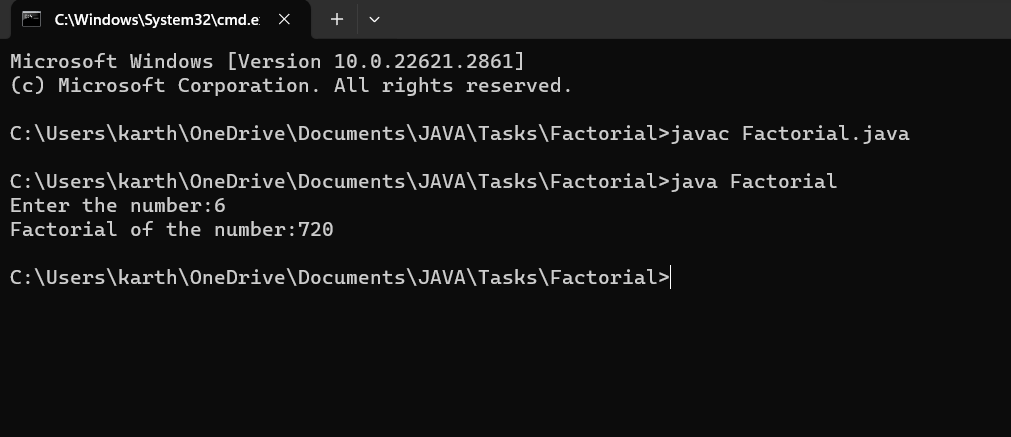 C:\Windows\System32\cmd.e
Microsoft Windows [Version 10.0.22621.2861]
(c) Microsoft Corporation. All rights reserved.
C:\Users\karth\OneDrive\Documents\JAVA\Tasks\Factorial>javac Factorial.java
C:\Users\karth\OneDrive\Documents\JAVA\Tasks\Factorial>java Factorial
Enter the number:6
Factorial of the number:720
C:\Users\karth\OneDrive\Documents\JAVA\Tasks\Factorial>